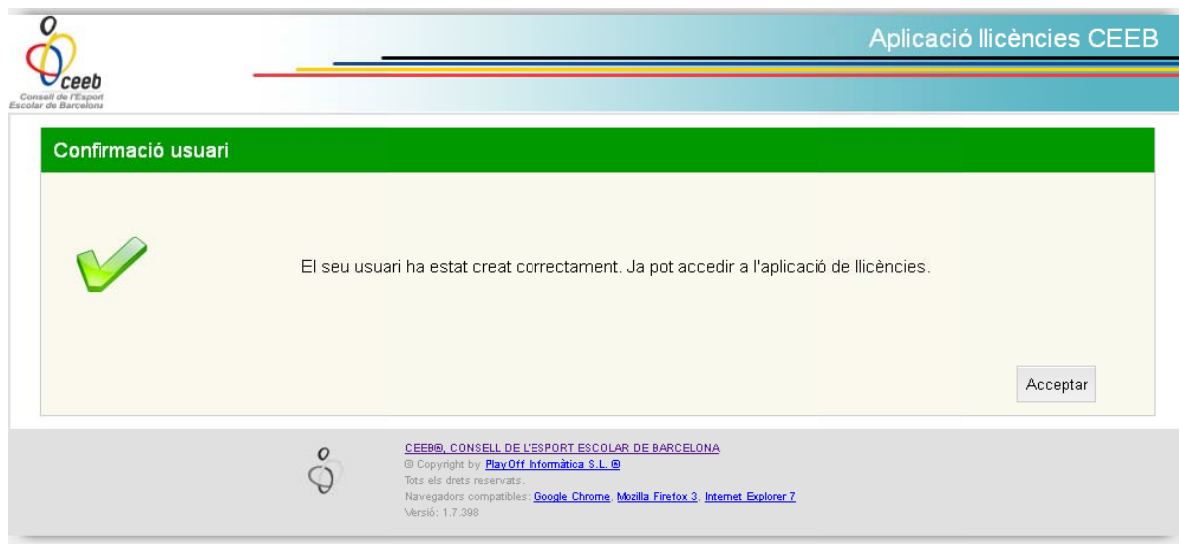 Aplicació llicències CEEB
ceeb
Consell de l'Esport
Escolar de Barcelona
Confirmació usuari
El seu usuari ha estat creat correctament. Ja pot accedir a l'aplicació de llicències.
Acceptar
CEEB®, CONSELL DE L'ESPORT ESCOLAR DE BARCELONA
© Copyright by PlayOff Informàtica S.L. ®
Tots els drets reservats.
Navegadors compatibles: Google Chrome, Mozilla Firefox 3, Internet Explorer 7
Versió: 1.7.398